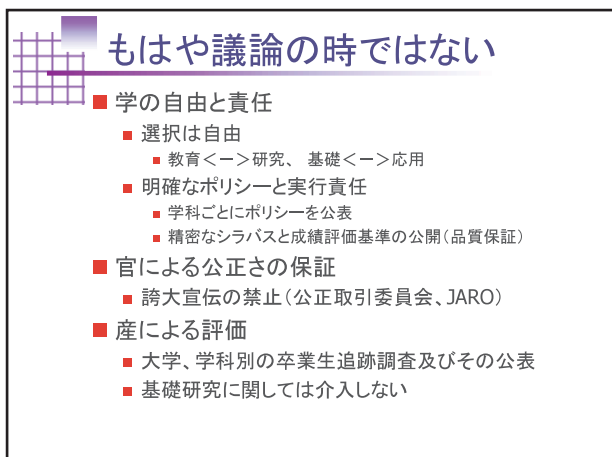 もはや議論の時ではない
学の自由と責任
選択は自由
教育<ー>研究、 基礎<ー>応用
明確なポリシーと実行責任
学科ごとにポリシーを公表
精密なシラバスと成績評価基準の公開(品質保証)
官による公正さの保証
誇大宣伝の禁止(公正取引委員会、JARO)
産による評価
大学、学科別の卒業生追跡調査及びその公表
基礎研究に関しては介入しない